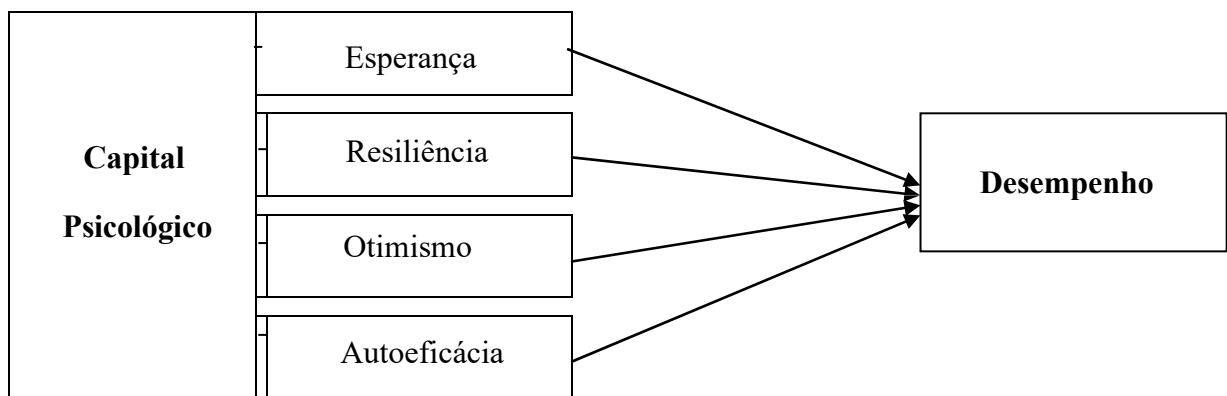 Capital
Psicológico
Esperança
Resiliência
Otimismo
Autoeficácia
Desempenho